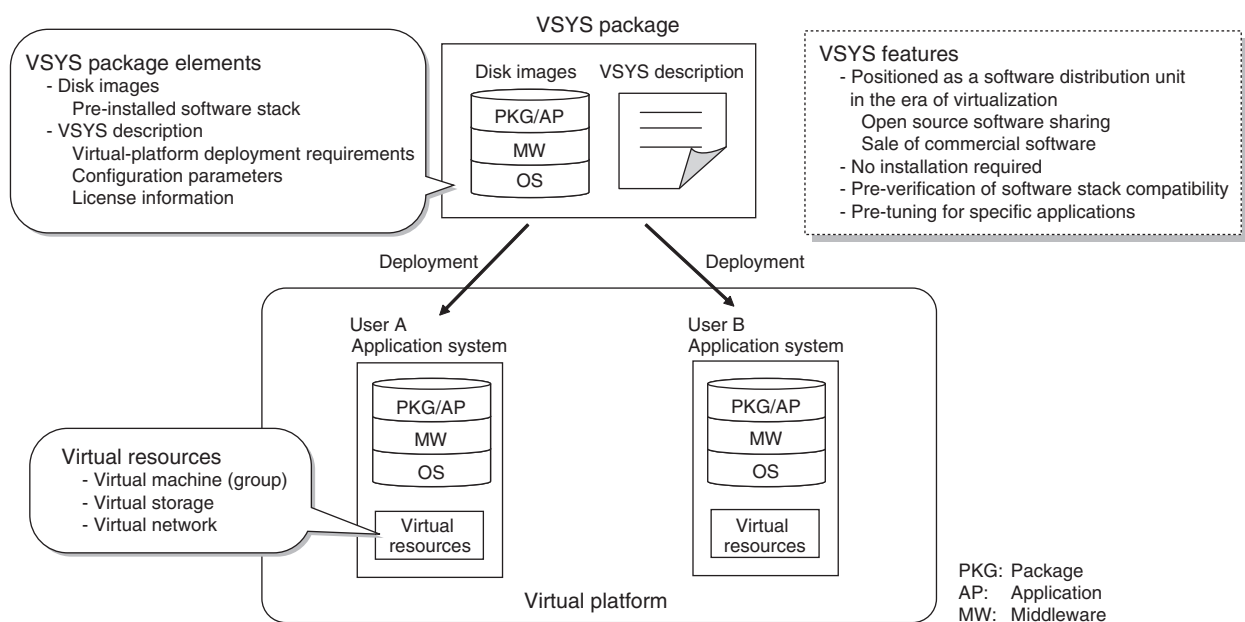 VSYS package
VSYS package elements
- Disk images
Pre-installed software stack
- VSYS description
Virtual-platform deployment requirements
Configuration parameters
License information
Disk images
VSYS description
PKG/AP
MW
OS
VSYS features
- Positioned as a software distribution unit
in the era of virtualization
Open source software sharing
Sale of commercial software
- No installation required
- Pre-verification of software stack compatibility
- Pre-tuning for specific applications
Deployment
Deployment
User A
Application system
PKG/AP
MW
OS
Virtual
resources
User B
Application system
PKG/AP
MW
OS
Virtual
resources
Virtual resources
- Virtual machine (group)
- Virtual storage
- Virtual network
Virtual platform
PKG: Package
AP: Application
MW: Middleware